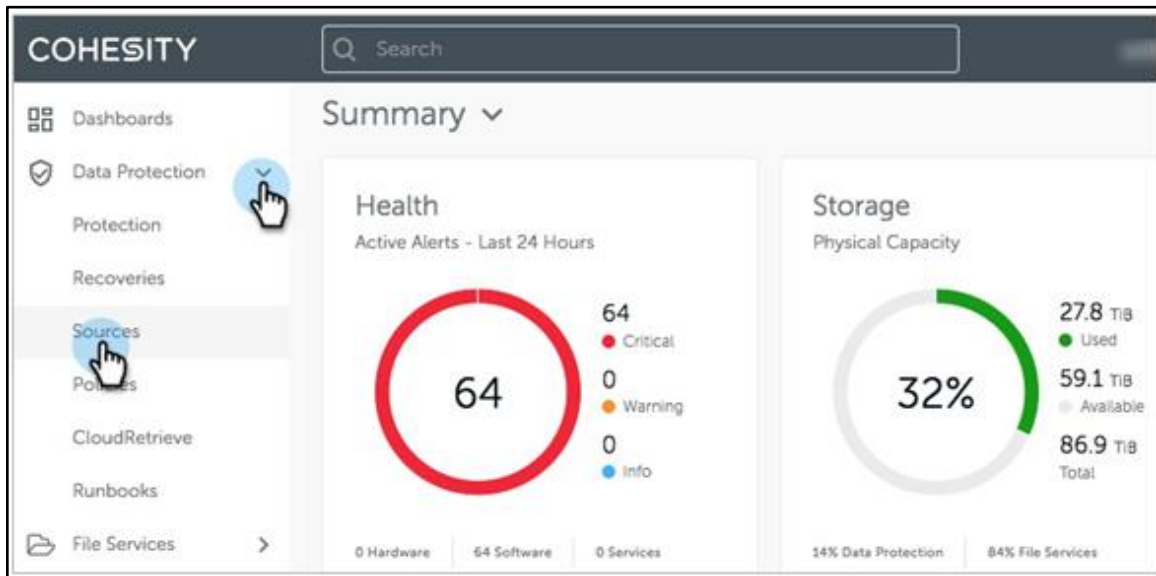 COHESITY
Search
Dashboards
Data Protection
Protection
Recoveries
Sources
Policies
CloudRetrieve
Runbooks
File Services
Summary
Health
Active Alerts - Last 24 Hours
64
64
Critical
0
Warning
0
Info
0 Hardware
64 Software
0 Services
Storage
Physical Capacity
32%
27.8 TiB
Used
59.1 TiB
Available
86.9 TiB
Total
14% Data Protection
84% File Services